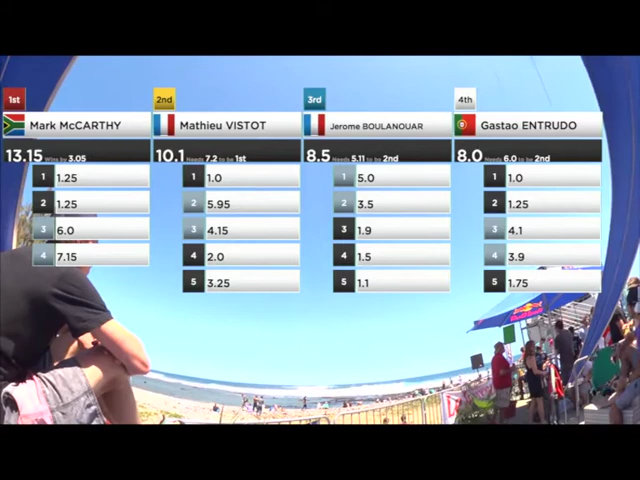 1st
Mark McCARTHY
13.15 Wins by 3.05
1 1.25
2 1.25
3 6.0
4 7.15
2nd
Mathieu VISTOT
10.1 Needs 7.2 to be 1st
1 1.0
2 5.95
3 4.15
4 2.0
5 3.25
3rd
Jerome BOULANOUAR
8.5 Needs 5.11 to be 2nd
1 5.0
2 3.5
3 1.9
4 1.5
5 1.1
4th
Gastao ENTRUDO
8.0 Needs 6.0 to be 2nd
1 1.0
2 1.25
3 4.1
4 3.9
5 1.75
Red Bull